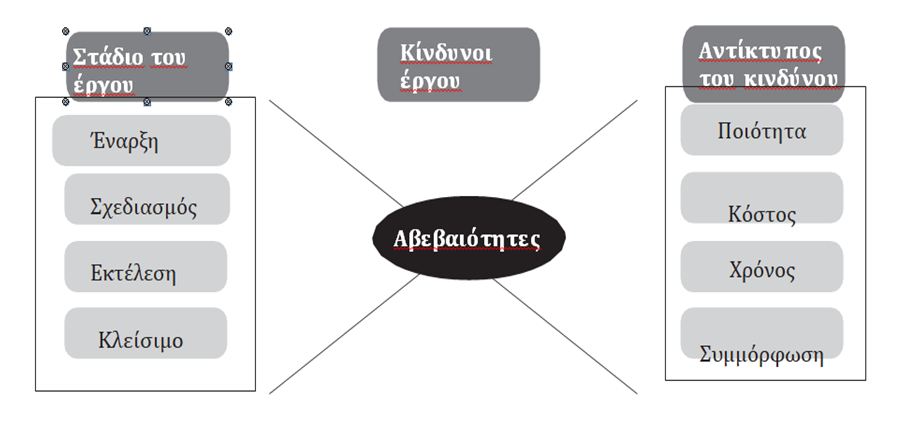 Στάδιο του
έργου
Έναρξη
Σχεδιασμός
Εκτέλεση
Κλείσιμο
Κίνδυνοι
έργου
Αβεβαιότητες
Αντίκτυπος
του κινδύνου
Ποιότητα
Κόστος
Χρόνος
Συμμόρφωση